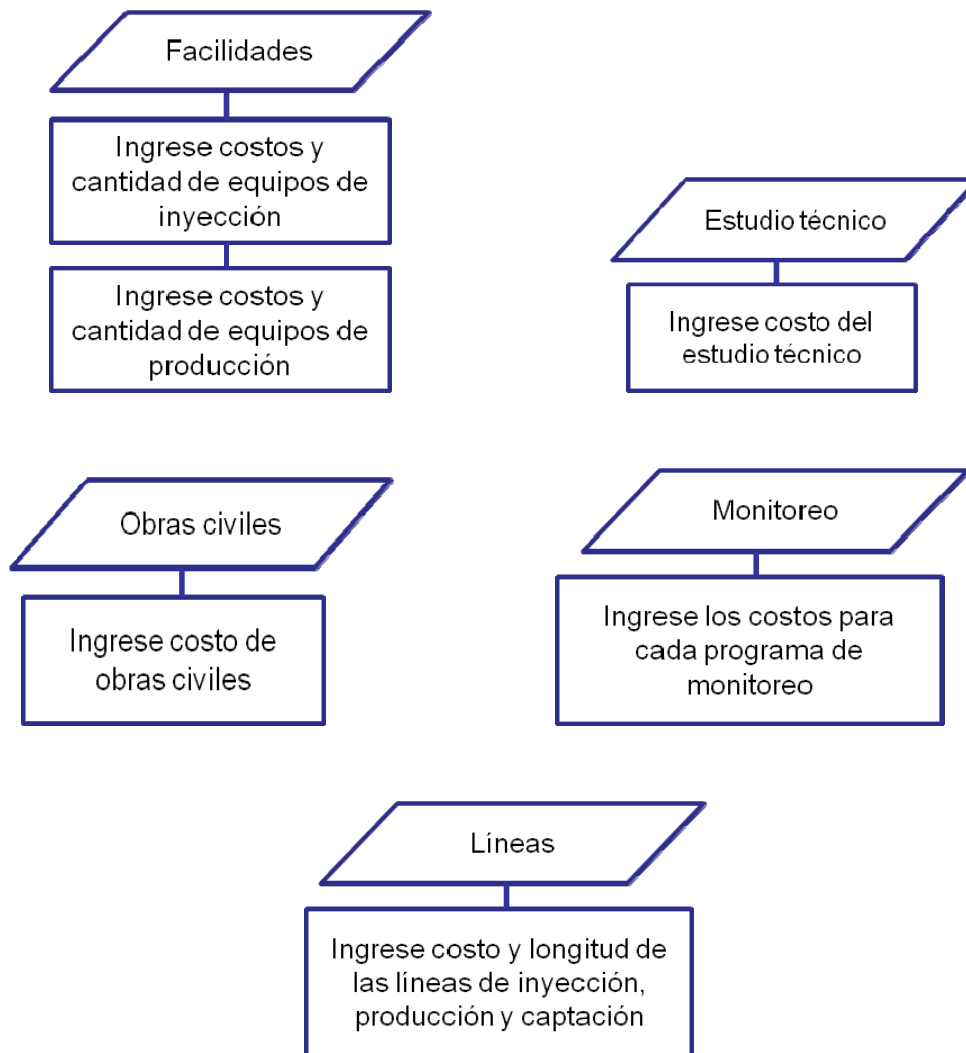 Facilidades
Ingrese costos y
cantidad de equipos de
inyección
Ingrese costos y
cantidad de equipos de
producción
Estudio técnico
Ingrese costo del
estudio técnico
Obras civiles
Ingrese costo de
obras civiles
Monitoreo
Ingrese los costos para
cada programa de
monitoreo
Líneas
Ingrese costo y longitud de
las líneas de inyección,
producción y captación